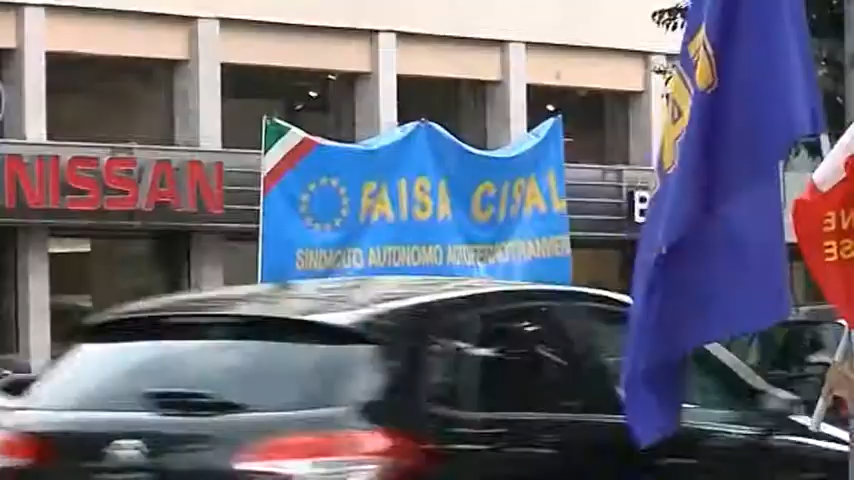 NISSAN
FAISA CISAL
SINDACATO AUTONOMO AUTOFERROTRANVIERI